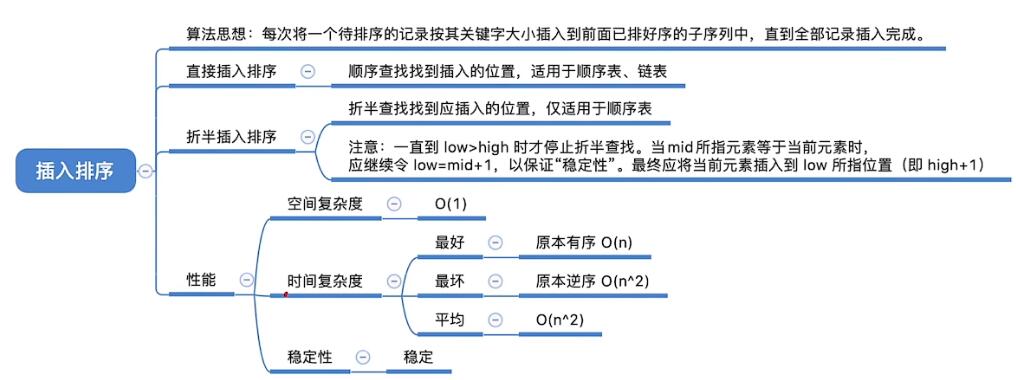 算法思想：每次将一个待排序的记录按其关键字大小插入到前面已排好序的子序列中，直到全部记录插入完成。
直接插入排序
顺序查找找到插入的位置，适用于顺序表、链表
折半查找找到应插入的位置，仅适用于顺序表
折半插入排序
注意：一直到 low>high 时才停止折半查找。当mid所指元素等于当前元素时，
应继续令 low=mid+1，以保证“稳定性”。最终应将当前元素插入到 low 所指位置（即 high+1）
插入排序
空间复杂度
O(1)
最好
原本有序 O(n)
性能
时间复杂度
最坏
原本逆序 O(n^2)
平均
O(n^2)
稳定性
稳定